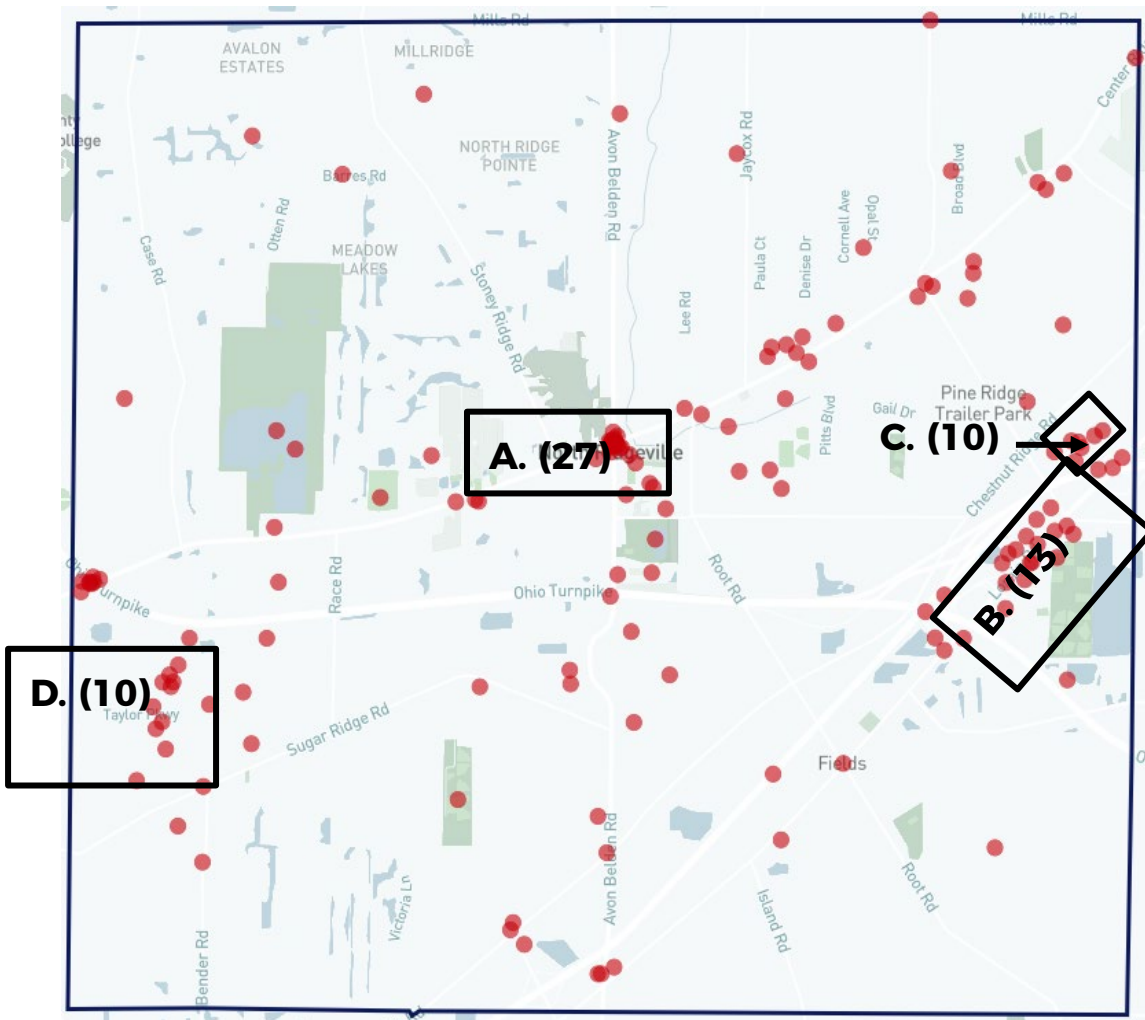 Mills Rd
Mills Rd
AVALON
ESTATES
MILLRIDGE
Center
ollege
NORTH RIDGE
POINTE
Avon Belden Rd
Jaycox Rd
Barres Rd
Broad Blvd
Otten Rd
Case Rd
MEADOW
LAKES
Stoney Ridge Rd
Cornell Ave
Opal St
Paula Ct
Denise Dr
Lee Rd
Pine Ridge
Trailer Park
Gail Dr
Pitts Blvd
C. (10)
A. (27)
Chestnut Ridge Rd
Ohio Turnpike
Race Rd
Ohio Turnpike
Root Rd
B. (13)
D. (10)
Taylor Pkwy
Sugar Ridge Rd
Fields
Avon Belden Rd
Root Rd
Victoria Ln
Island Rd
Bender Rd